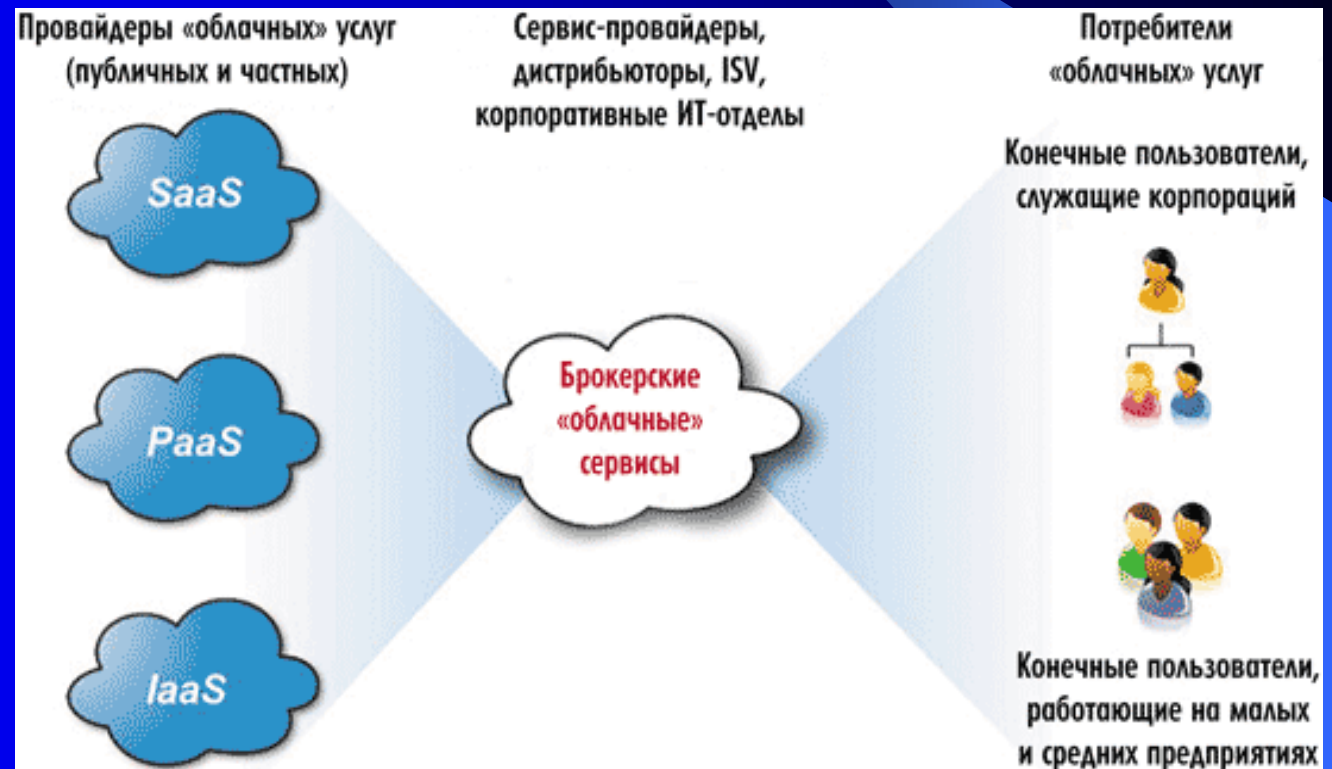 Провайдеры «облачных» услуг
(публичных и частных)
Сервис-провайдеры,
дистрибьюторы, ISV,
корпоративные ИТ-отделы
Потребители
«облачных» услуг
SaaS
PaaS
IaaS
Брокерские
«облачные»
сервисы
Конечные пользователи,
служащие корпораций
Конечные пользователи,
работающие на малых
и средних предприятиях